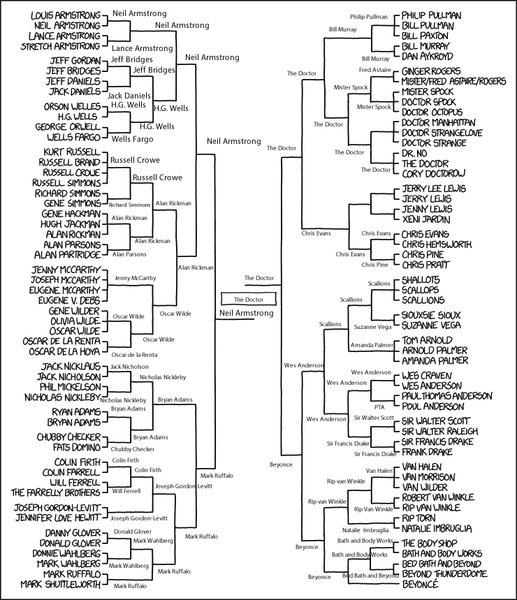 LOUIS ARMSTRONG
NEIL ARMSTRONG
LANCE ARMSTRONG
STRETCH ARMSTRONG
JEFF GORDAN
JEFF BRIDGES
JEFF DANIELS
JACK DANIELS
ORSON WELLES
H.G. WELLS
GEORGE ORWELL
WELLS FARGO
KURT RUSSELL
RUSSELL BRAND
RUSSELL CROWE
RUSSELL SIMMONS
RICHARD SIMMONS
GENE SIMMONS
GENE HACKMAN
HUGH JACKMAN
ALAN RICKMAN
ALAN PARSONS
ALAN PARTRIDGE
JENNY McCARTHY
JOSEPH McCARTHY
EUGENE McCARTHY
EUGENE V. DEBS
GENE WILDER
OLIVIA WILDE
OSCAR WILDE
OSCAR DE LA RENTA
OSCAR DE LA HOYA
JACK NICKLAUS
JACK NICHOLSON
PHIL MICKELSON
NICHOLAS NICKLEBY
RYAN ADAMS
BRYAN ADAMS
CHUBBY CHECKER
FATS DOMINO
COLIN FIRTH
COLIN FARRELL
WILL FERRELL
THE FARRELLY BROTHERS
JOSEPH GORDON-LEVITT
JENNIFER LOVE HEWITT
DANNY GLOVER
DONALD GLOVER
DONNIE WAHLBERG
MARK WAHLBERG
MARK RUFFALO
MARK SHUTTLEWORTH
Neil Armstrong
Lance Armstrong
Jeff Bridges
Jack Daniels
H.G. Wells
Wells Fargo
Russell Crowe
Richard Simmons
Alan Rickman
Alan Parsons
Jenny McCarthy
Oscar Wilde
Oscar de la Renta
Jack Nicholson
Nicholas Nickleby
Bryan Adams
Chubby Checker
Colin Firth
Will Ferrell
Joseph Gordon-Levitt
Donald Glover
Mark Wahlberg
Mark Ruffalo
Neil Armstrong
Jeff Bridges
H.G. Wells
Russell Crowe
Alan Rickman
Oscar Wilde
Nicholas Nickleby
Bryan Adams
Colin Firth
Joseph Gordon-Levitt
Mark Wahlberg
Mark Ruffalo
Neil Armstrong
Alan Rickman
Bryan Adams
Mark Ruffalo
Neil Armstrong
Alan Rickman
Mark Ruffalo
Neil Armstrong
The Doctor
The Doctor
The Doctor
Beyonce
The Doctor
Chris Evans
Wes Anderson
Beyonce
Bill Murray
The Doctor
Chris Evans
Scallions
Wes Anderson
Rip van Winkle
Beyonce
Philip Pullman
Bill Murray
Fred Astaire
Mister Spock
Mister Spock
The Doctor
Chris Evans
Chris Pine
Scallions
Suzanne Vega
Amanda Palmer
Wes Anderson
PTA
Sir Walter Scott
Sir Francis Drake
Sir Francis Drake
Van Halen
Rip van Winkle
Rip Van Winkle
Natalie Imbruglia
Bath and Body Works
Bath and Body Works
Bed Bath and Beyond
PHILIP PULLMAN
BILL PULLMAN
BILL PAXTON
BILL MURRAY
DAN AYKROYD
GINGER ROGERS
MISTER/FRED ASTAIRE/ROGERS
MISTER SPOCK
DOCTOR SPOCK
DOCTOR OCTOPUS
DOCTOR MANHATTAN
DOCTOR STRANGELOVE
DOCTOR STRANGE
DR. NO
THE DOCTOR
CORY DOCTOROW
JERRY LEE LEWIS
JERRY LEWIS
JENNY LEWIS
XENI JARDIN
CHRIS EVANS
CHRIS HEMSWORTH
CHRIS PINE
CHRIS PRATT
SHALLOTS
SCALLOPS
SCALLIONS
SIOUXSIE SIOUX
SUZANNE VEGA
TOM ARNOLD
ARNOLD PALMER
AMANDA PALMER
WES CRAVEN
WES ANDERSON
PAUL THOMAS ANDERSON
POUL ANDERSON
SIR WALTER SCOTT
SIR WALTER RALEIGH
SIR FRANCIS DRAKE
FRANK DRAKE
VAN HALEN
VAN MORRISON
VAN WILDER
ROBERT VAN WINKLE
RIP VAN WINKLE
RIP TORN
NATALIE IMBRUGLIA
THE BODY SHOP
BATH AND BODY WORKS
BED BATH AND BEYOND
BEYOND THUNDERDOME
BEYONCÉ